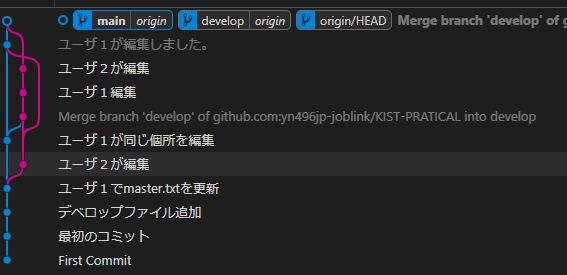 main origin develop origin origin/HEAD Merge branch 'develop' of g
ユーザ１が編集しました。
ユーザ２が編集
ユーザ１編集
Merge branch 'develop' of github.com:yn496jp-joblink/KIST-PRATICAL into develop
ユーザ１が同じ個所を編集
ユーザ２が編集
ユーザ１でmaster.txtを更新
デベロップファイル追加
最初のコミット
First Commit